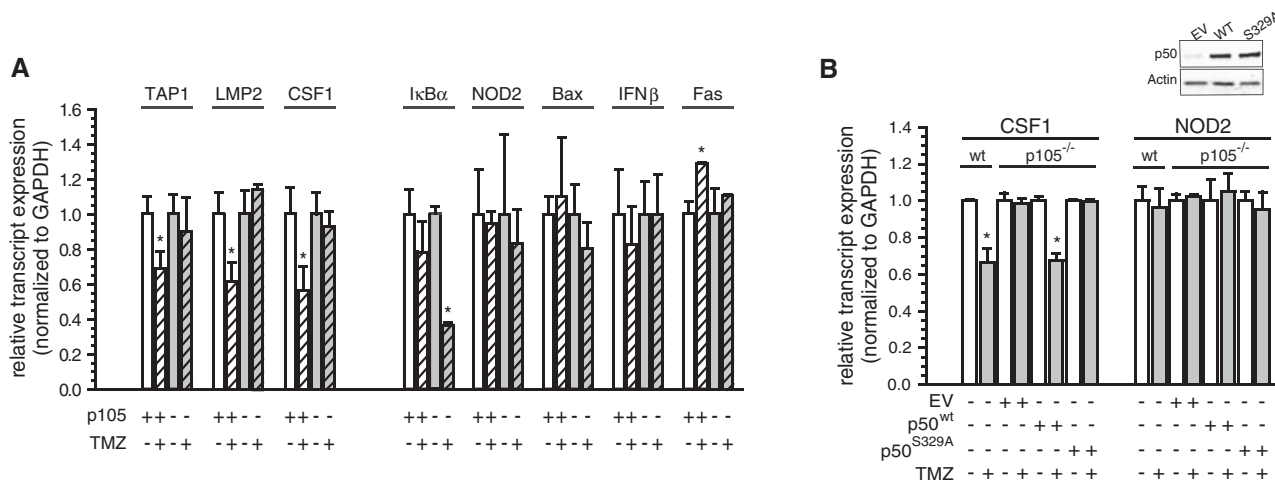 A
TAP1 LMP2 CSF1 IκBα NOD2 Bax IFNβ Fas
relative transcript expression
(normalized to GAPDH)
1.6
1.4
1.2
1.0
0.8
0.6
0.4
0.2
0.0
* * * * *
p105 ++-- ++-- ++-- ++-- ++-- ++-- ++-- ++--
TMZ -+-+ -+-+ -+-+ -+-+ -+-+ -+-+ -+-+ -+-+
B
EV WT S329A
p50
Actin
CSF1 NOD2
wt p105-/- wt p105-/-
relative transcript expression
(normalized to GAPDH)
1.4
1.2
1.0
0.8
0.6
0.4
0.2
0.0
* *
EV - - + + - - - - - - + + - - - -
p50wt - - - - + + - - - - - - + + - -
p50S329A - - - - - - + + - - - - - - + +
TMZ - + - + - + - + - + - + - + - +